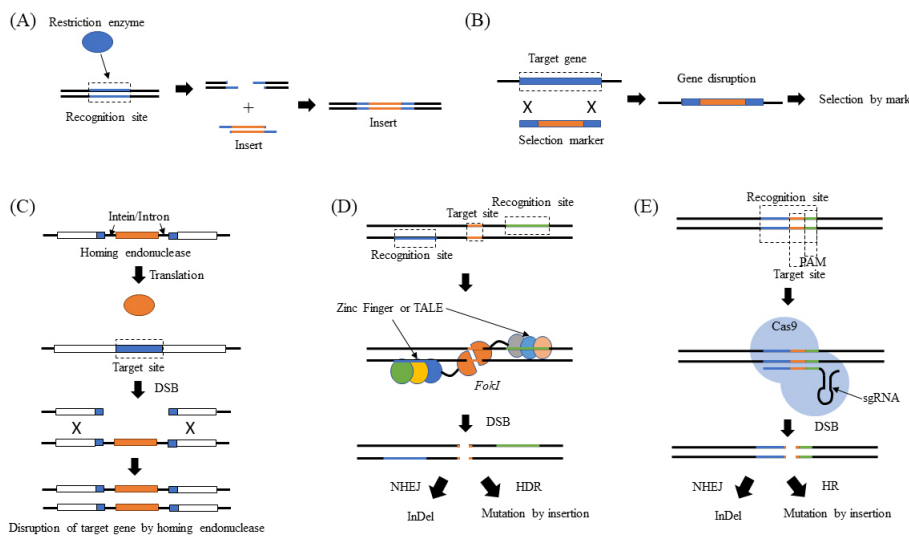 (A)
Restriction enzyme
Recognition site
+
Insert
Insert
(B)
Target gene
X X
Selection marker
Gene disruption
Selection by mark
(C)
Intein/Intron
Homing endonuclease
Translation
Target site
DSB
X X
Disruption of target gene by homing endonuclease
(D)
Recognition site
Target site
Recognition site
Zinc Finger or TALE
FokI
DSB
NHEJ HDR
InDel Mutation by insertion
(E)
Recognition site
PAM
Target site
Cas9
sgRNA
DSB
NHEJ HR
InDel Mutation by insertion